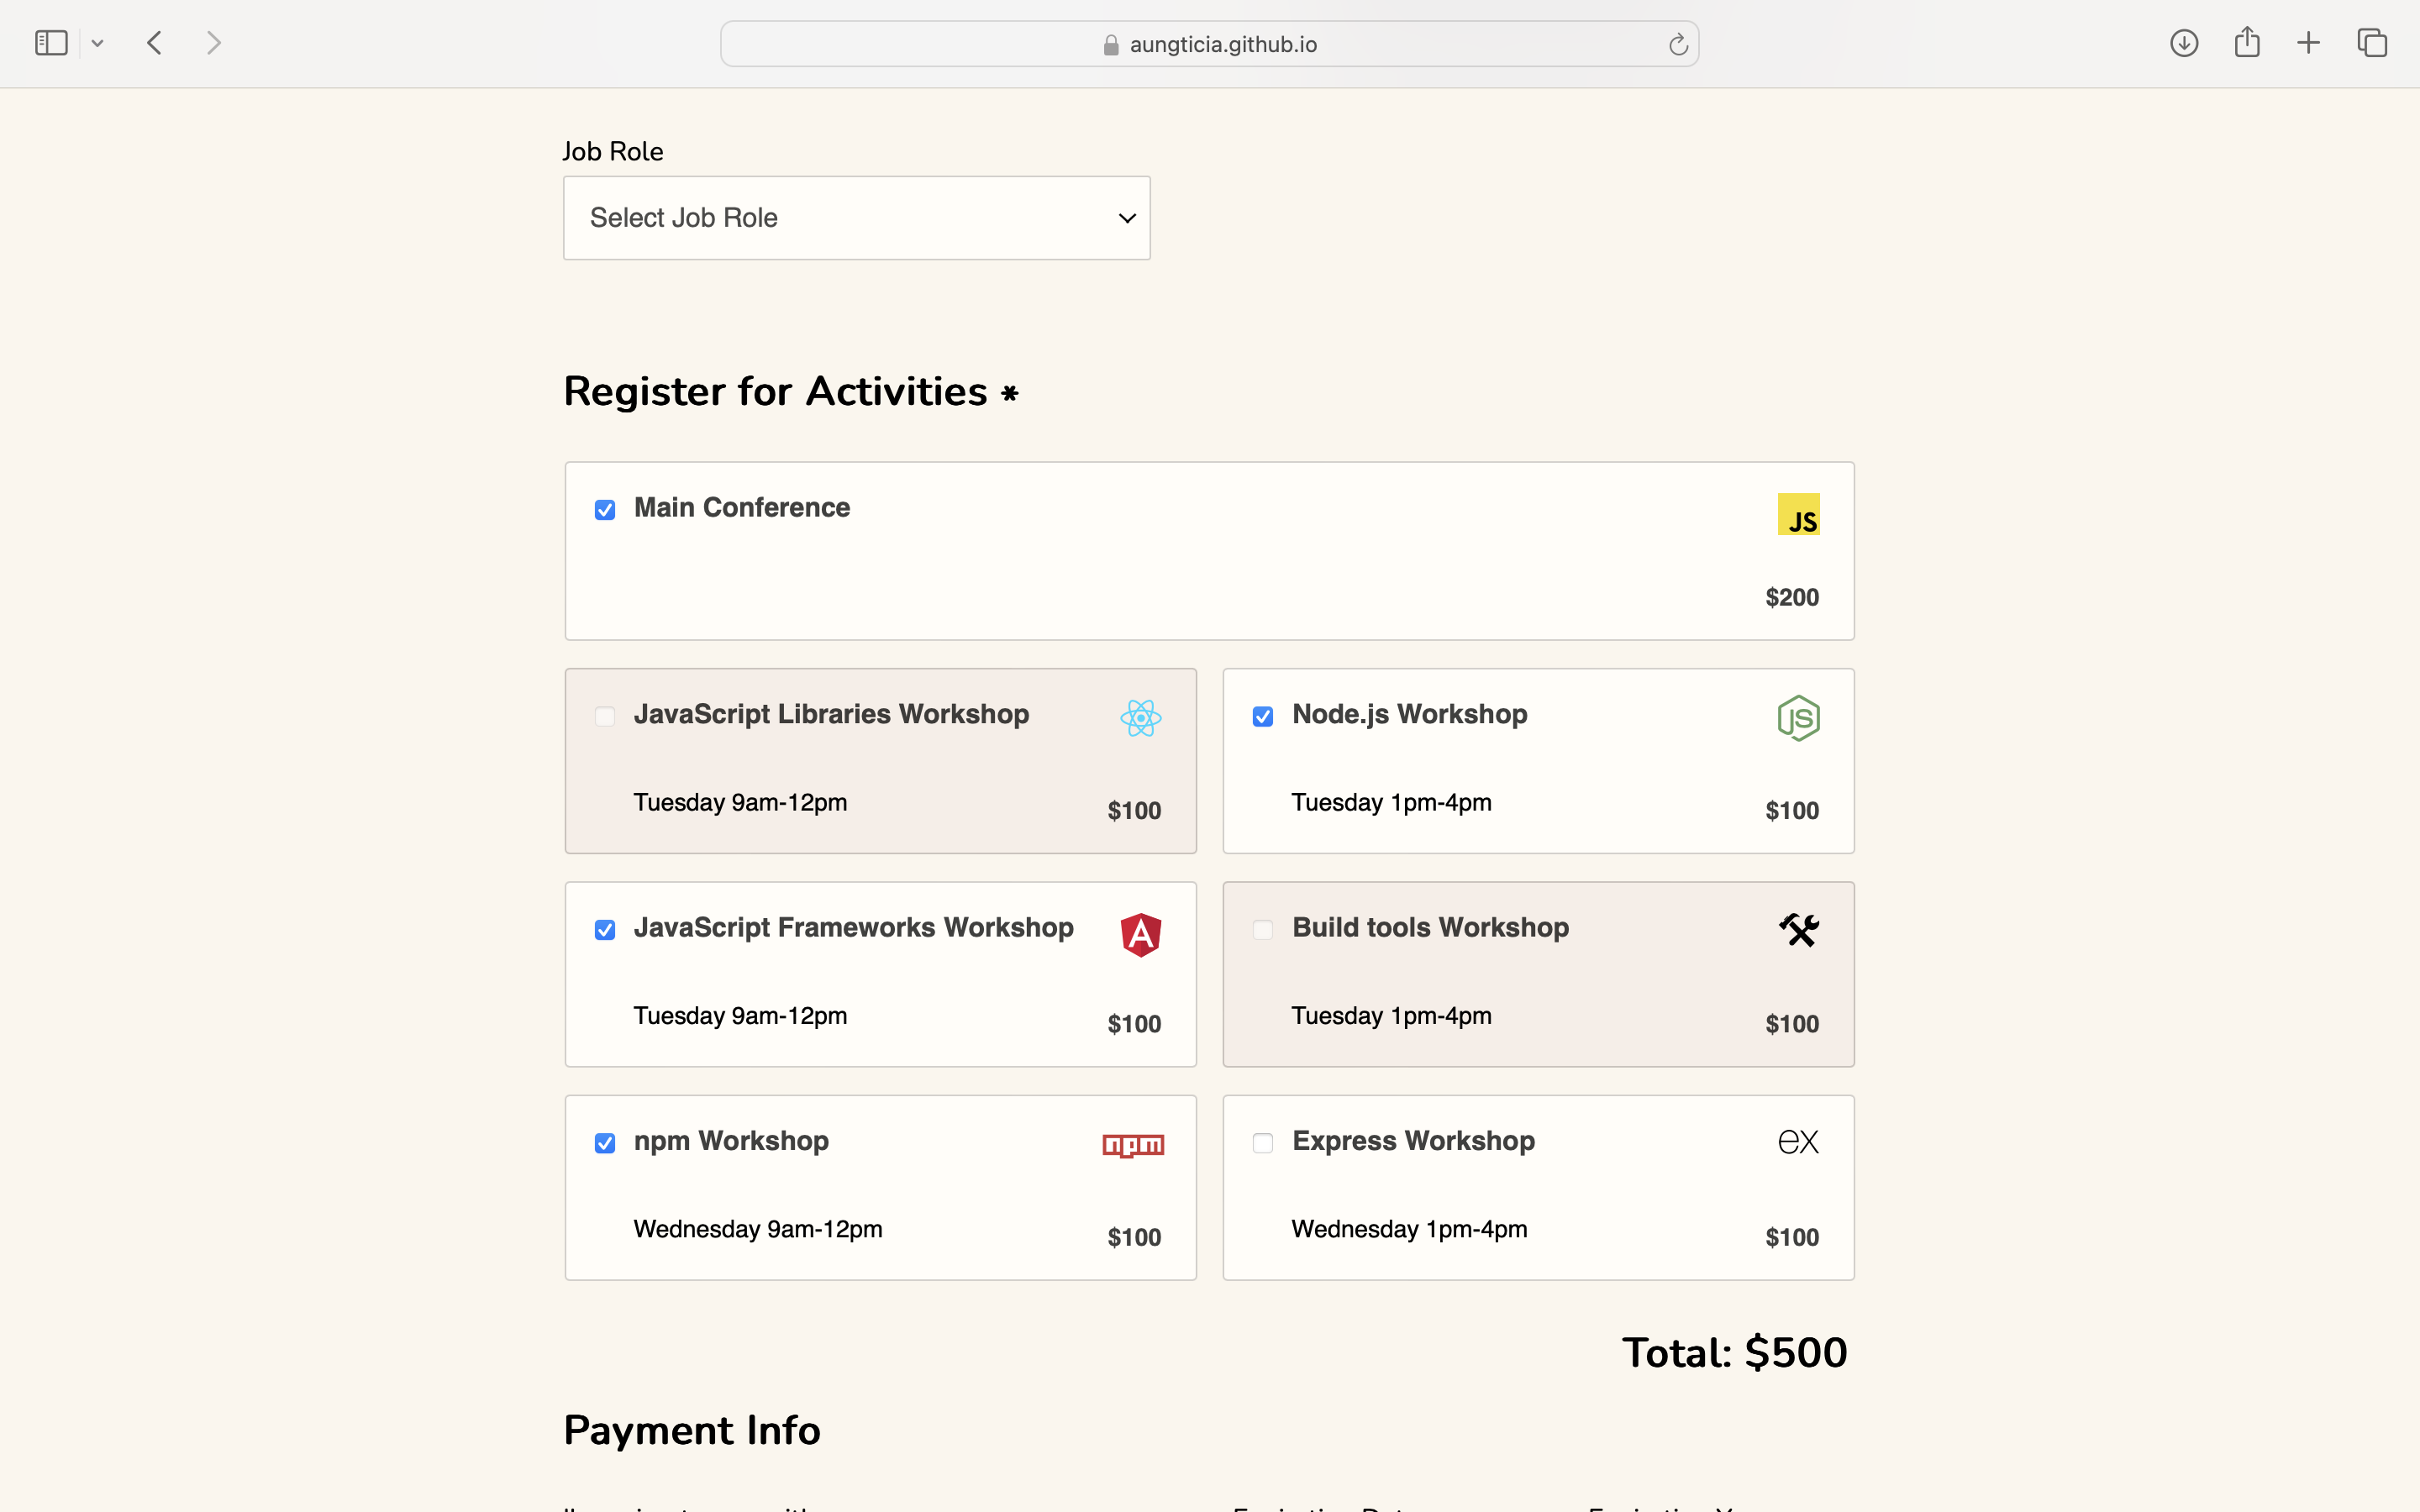 aungticia.github.io
Job Role
Select Job Role
Register for Activities *
Main Conference
JS
$200
JavaScript Libraries Workshop
Tuesday 9am-12pm
$100
Node.js Workshop
JS
Tuesday 1pm-4pm
$100
JavaScript Frameworks Workshop
A
Tuesday 9am-12pm
$100
Build tools Workshop
Tuesday 1pm-4pm
$100
npm Workshop
npm
Wednesday 9am-12pm
$100
Express Workshop
ex
Wednesday 1pm-4pm
$100
Total: $500
Payment Info